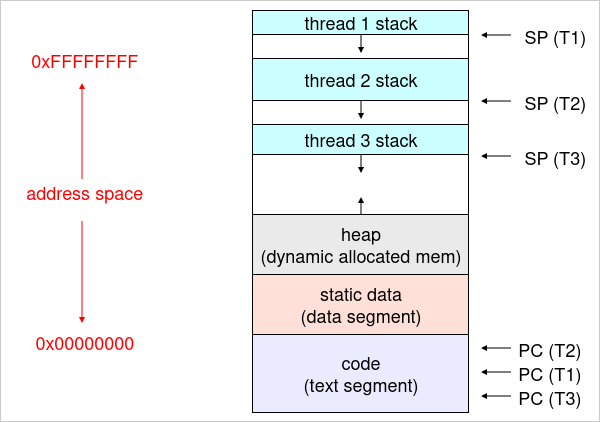 thread 1 stack
SP (T1)
0xFFFFFFFF
thread 2 stack
SP (T2)
thread 3 stack
SP (T3)
address space
heap
(dynamic allocated mem)
static data
(data segment)
0x00000000
code
(text segment)
PC (T2)
PC (T1)
PC (T3)